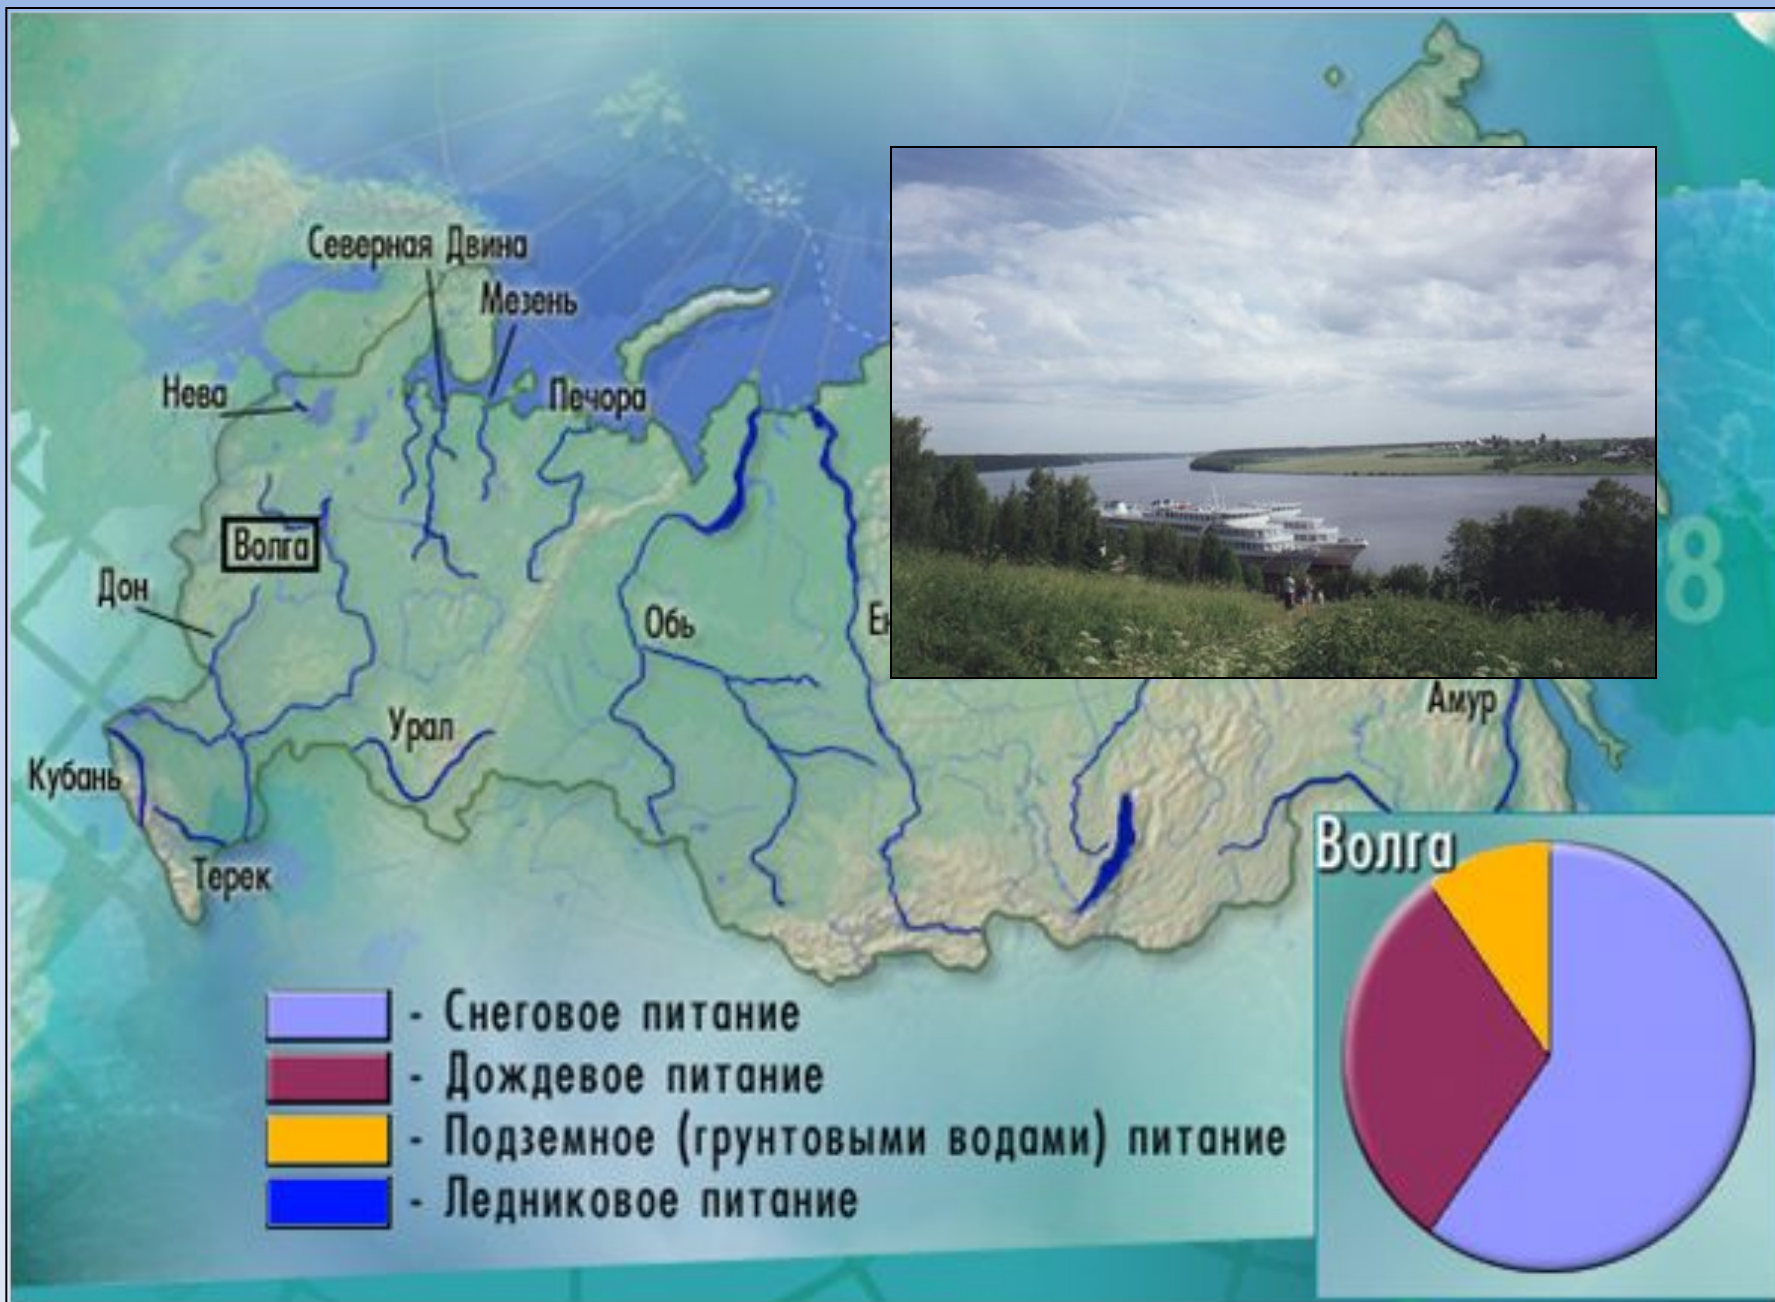 Северная Двина
Мезень
Нева
Печора
Волга
Дон
Обь
Амур
Урал
Кубань
Терек
8
Волга
- Снеговое питание
- Дождевое питание
- Подземное (грунтовыми водами) питание
- Ледниковое питание